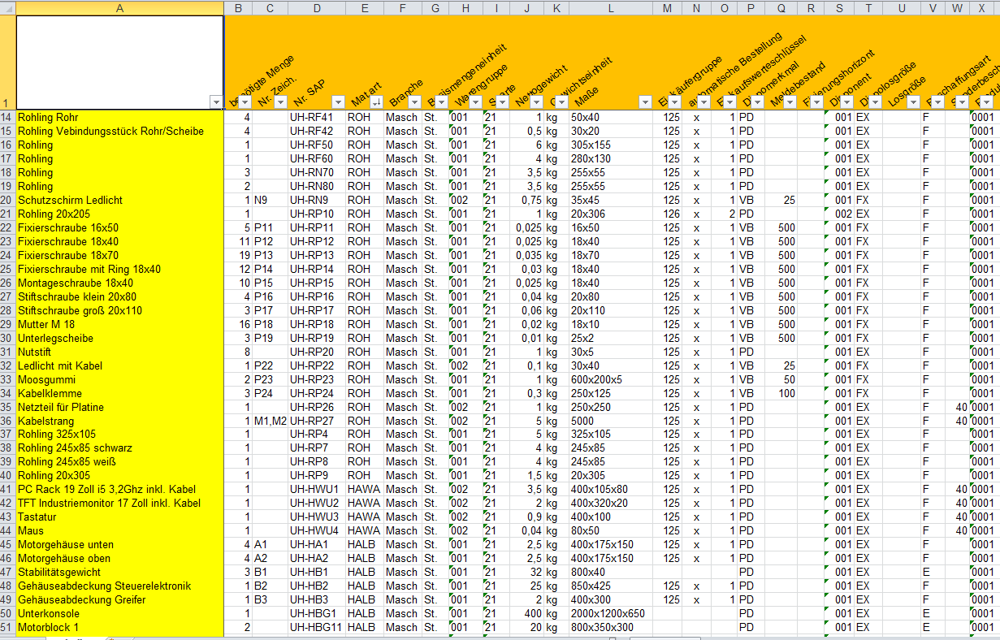 A B C D E F G H I J K L M N O P Q R S T U V W X
1 benötigte Menge Nr. Zeich. Nr. SAP Mat.art Branche Basismengeneinheit Warengruppe Nettogewicht Gewichtseinheit Maße Einkäufergruppe automatische Bestellung Einkaufswerteschlüssel Dispomerkmal Meldebestand Fixierungshorizont Disponent Dispolosgröße Losgröße Beschaffungsart
14 Rohling Rohr 4 UH-RF41 ROH Masch St. 001 21 1 kg 50x40 125 x 1 PD 001 EX F 0001
15 Rohling Vebindungsstück Rohr/Scheibe 4 UH-RF42 ROH Masch St. 001 21 0,5 kg 30x20 125 x 1 PD 001 EX F 0001
16 Rohling 1 UH-RF50 ROH Masch St. 001 21 6 kg 305x155 125 x 1 PD 001 EX F 0001
17 Rohling 1 UH-RF60 ROH Masch St. 001 21 4 kg 280x130 125 x 1 PD 001 EX F 0001
18 Rohling 3 UH-RN70 ROH Masch St. 001 21 3,5 kg 255x55 125 x 1 PD 001 EX F 0001
19 Rohling 2 UH-RN80 ROH Masch St. 001 21 3,5 kg 255x55 125 x 1 PD 001 EX F 0001
20 Schutzschirm Ledlicht 1 N9 UH-RN9 ROH Masch St. 002 21 0,75 kg 35x45 125 x 1 VB 25 001 FX F 0001
21 Rohling 20x205 1 UH-RP10 ROH Masch St. 001 21 1 kg 20x306 126 x 2 PD 002 EX F 0001
22 Fixierschraube 16x50 5 P11 UH-RP11 ROH Masch St. 001 21 0,025 kg 16x50 125 x 1 VB 500 001 FX F 0001
23 Fixierschraube 18x40 11 P12 UH-RP12 ROH Masch St. 001 21 0,025 kg 18x40 125 x 1 VB 500 001 FX F 0001
24 Fixierschraube 18x70 19 P13 UH-RP13 ROH Masch St. 001 21 0,035 kg 18x70 125 x 1 VB 500 001 FX F 0001
25 Fixierschraube mit Ring 18x40 12 P14 UH-RP14 ROH Masch St. 001 21 0,03 kg 18x40 125 x 1 VB 500 001 FX F 0001
26 Montageschraube 18x40 10 P15 UH-RP15 ROH Masch St. 001 21 0,025 kg 18x40 125 x 1 VB 500 001 FX F 0001
27 Stiftschraube klein 20x80 4 P16 UH-RP16 ROH Masch St. 001 21 0,04 kg 20x80 125 x 1 VB 500 001 FX F 0001
28 Stiftschraube groß 20x110 3 P17 UH-RP17 ROH Masch St. 001 21 0,06 kg 20x110 125 x 1 VB 500 001 FX F 0001
29 Mutter M 18 16 P18 UH-RP18 ROH Masch St. 001 21 0,02 kg 18x10 125 x 1 VB 500 001 FX F 0001
30 Unterlegscheibe 3 P19 UH-RP19 ROH Masch St. 001 21 0,01 kg 25x2 125 x 1 VB 500 001 FX F 0001
31 Nutstift 8 UH-RP20 ROH Masch St. 001 21 1 kg 30x5 125 x 1 PD 001 EX F 0001
32 Ledlicht mit Kabel 1 P22 UH-RP22 ROH Masch St. 002 21 0,1 kg 30x40 125 x 1 VB 25 001 FX F 0001
33 Moosgummi 2 P23 UH-RP23 ROH Masch St. 001 21 1 kg 600x200x5 125 x 1 VB 50 001 FX F 0001
34 Kabelklemme 3 P24 UH-RP24 ROH Masch St. 001 21 0,3 kg 250x125 125 x 1 VB 100 001 FX F 0001
35 Netzteil für Platine 1 UH-RP26 ROH Masch St. 002 21 1 kg 250x250 125 x 1 PD 001 EX F 40 0001
36 Kabelstrang 1 M1,M2 UH-RP27 ROH Masch St. 002 21 5 kg 5000 125 x 1 PD 001 EX F 40 0001
37 Rohling 325x105 1 UH-RP4 ROH Masch St. 001 21 5 kg 325x105 125 x 1 PD 001 EX F 0001
38 Rohling 245x85 schwarz 1 UH-RP7 ROH Masch St. 001 21 4 kg 245x85 125 x 1 PD 001 EX F 0001
39 Rohling 245x85 weiß 1 UH-RP8 ROH Masch St. 001 21 4 kg 245x85 125 x 1 PD 001 EX F 0001
40 Rohling 20x305 1 UH-RP9 ROH Masch St. 001 21 1,5 kg 20x305 125 x 1 PD 001 EX F 0001
41 PC Rack 19 Zoll i5 3,2Ghz inkl. Kabel 1 UH-HWU1 HAWA Masch St. 002 21 3,5 kg 400x105x80 125 x 1 PD 001 EX F 40 0001
42 TFT Industriemonitor 17 Zoll inkl. Kabel 1 UH-HWU2 HAWA Masch St. 002 21 2 kg 400x320x20 125 x 1 PD 001 EX F 40 0001
43 Tastatur 1 UH-HWU3 HAWA Masch St. 002 21 0,9 kg 400x100 125 x 1 PD 001 EX F 40 0001
44 Maus 1 UH-HWU4 HAWA Masch St. 002 21 0,04 kg 80x50 125 x 1 PD 001 EX F 40 0001
45 Motorgehäuse unten 4 A1 UH-HA1 HALB Masch St. 001 21 2,5 kg 400x175x150 125 x 1 PD 001 EX F 0001
46 Motorgehäuse oben 4 A2 UH-HA2 HALB Masch St. 001 21 2,5 kg 400x175x150 125 x 1 PD 001 EX F 0001
47 Stabilitätsgewicht 3 B1 UH-HB1 HALB Masch St. 001 21 32 kg 800x40 PD 001 EX E 0001
48 Gehäuseabdeckung Steuerelektronik 1 B2 UH-HB2 HALB Masch St. 001 21 25 kg 850x425 125 x 1 PD 001 EX F 0001
49 Gehäuseabdeckung Greifer 1 B3 UH-HB3 HALB Masch St. 001 21 2 kg 400x300 125 x 1 PD 001 EX F 0001
50 Unterkonsole 1 UH-HBG1 HALB Masch St. 001 21 400 kg 2000x1200x650 PD 001 EX E 0001
51 Motorblock 1 2 UH-HBG11 HALB Masch St. 001 21 20 kg 800x350x300 PD 001 EX E 0001